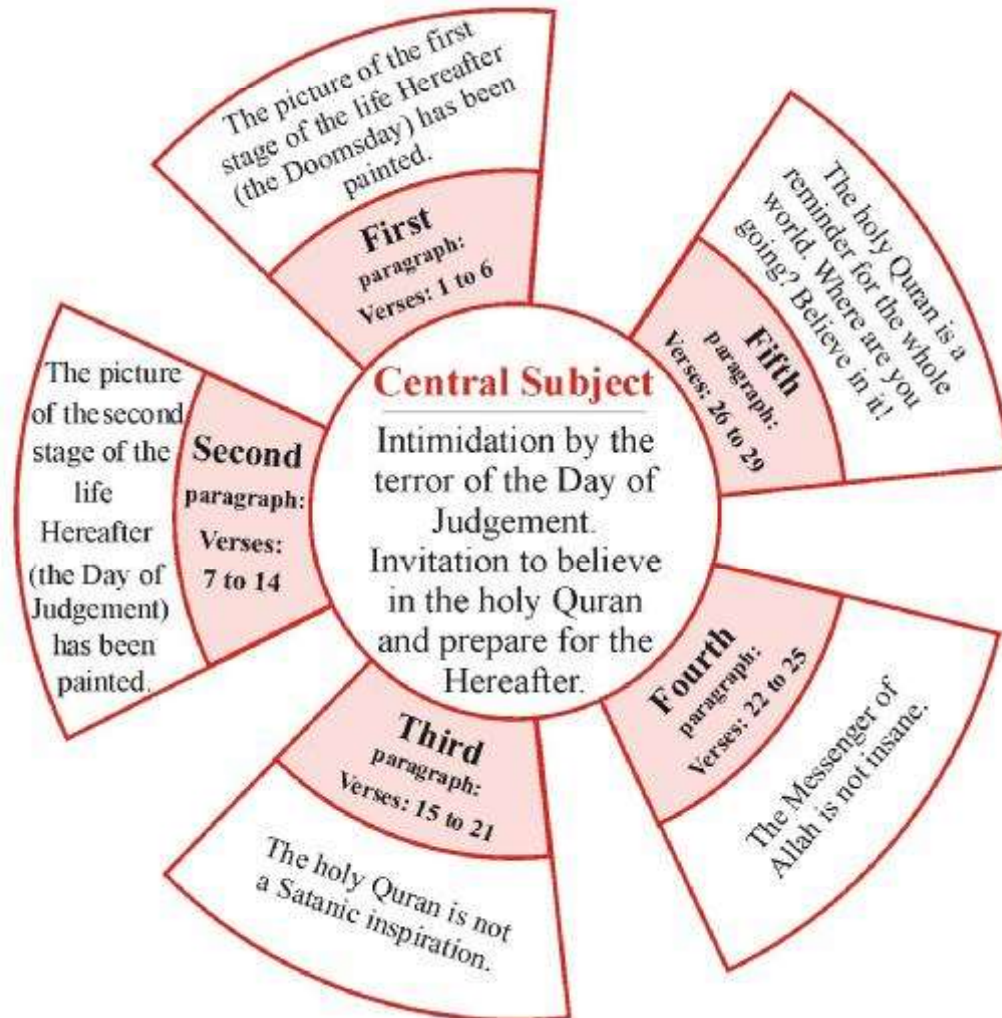 Central Subject
Intimidation by the
terror of the Day of
Judgement.
Invitation to believe
in the holy Quran
and prepare for the
Hereafter.
First
paragraph:
Verses: 1 to 6
The picture of the first
stage of the life Hereafter
(the Doomsday) has been
painted.
Second
paragraph:
Verses:
7 to 14
The picture
of the second
stage of the
life
Hereafter
(the Day of
Judgement)
has been
painted.
Third
paragraph:
Verses: 15 to 21
The holy Quran is not
a Satanic inspiration.
Fourth
paragraph:
Verses: 22 to 25
The Messenger of
Allah is not insane.
Fifth
paragraph:
Verses: 26 to 29
The holy Quran is a
reminder for the whole
world. Where are you
going? Believe in it!